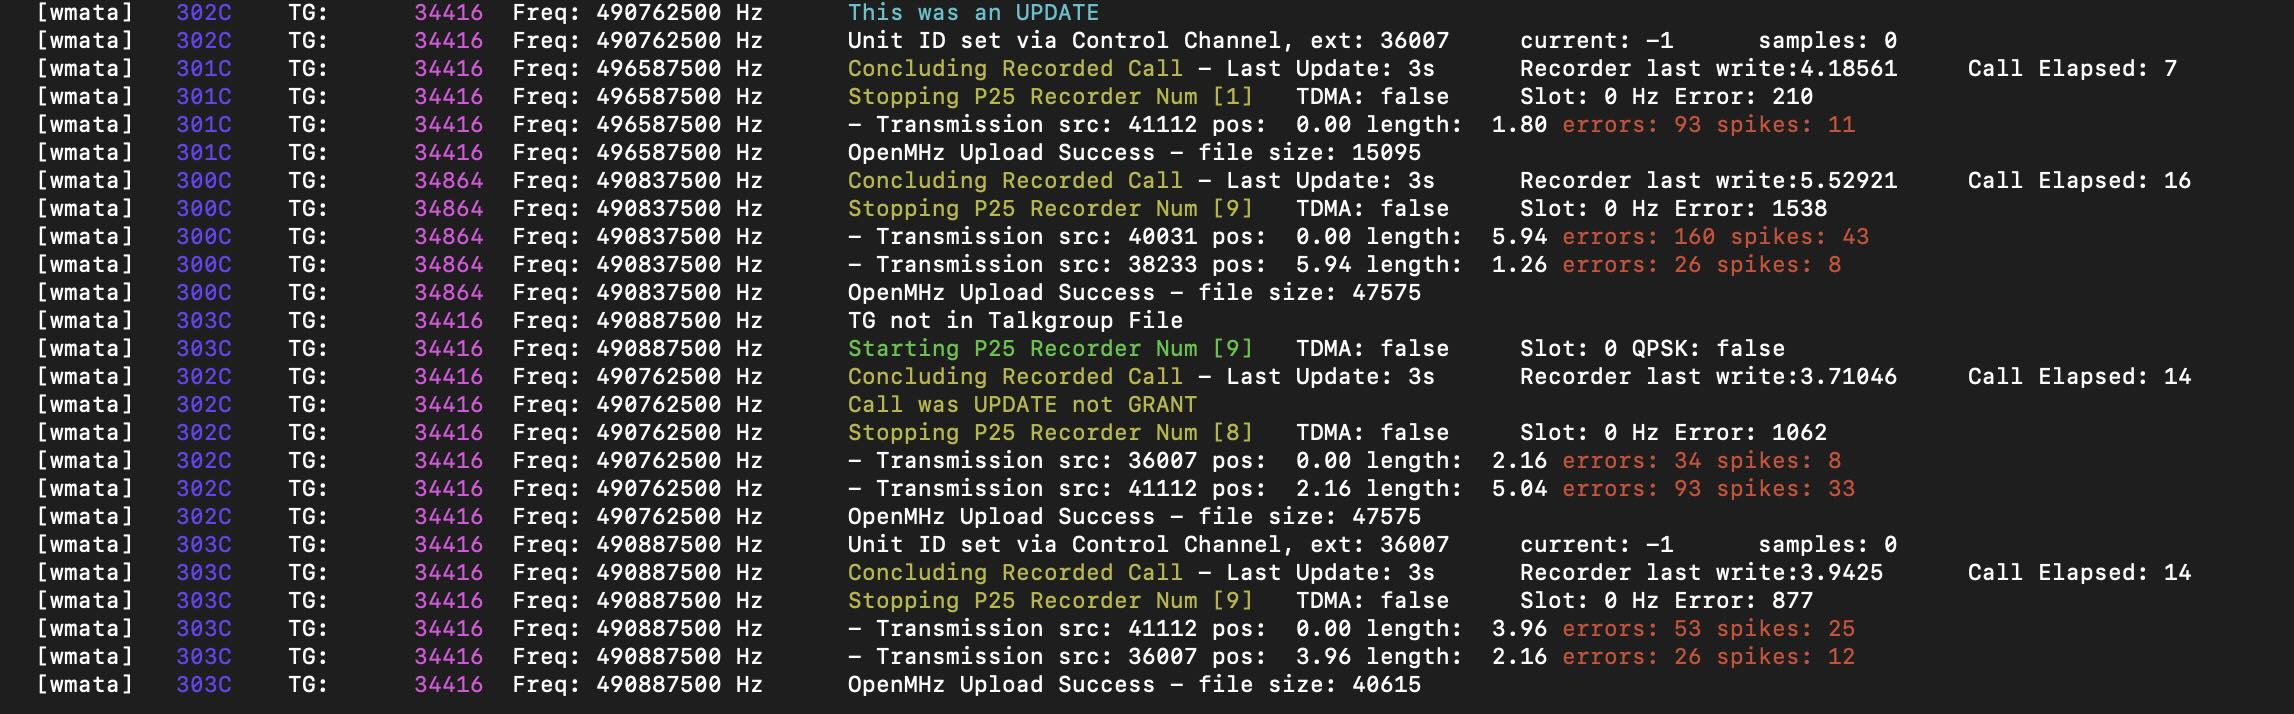 [wmata] 302C TG: 34416 Freq: 490762500 Hz This was an UPDATE
[wmata] 302C TG: 34416 Freq: 490762500 Hz Unit ID set via Control Channel, ext: 36007 current: -1 samples: 0
[wmata] 301C TG: 34416 Freq: 496587500 Hz Concluding Recorded Call - Last Update: 3s Recorder last write:4.18561 Call Elapsed: 7
[wmata] 301C TG: 34416 Freq: 496587500 Hz Stopping P25 Recorder Num [1] TDMA: false Slot: 0 Hz Error: 210
[wmata] 301C TG: 34416 Freq: 496587500 Hz - Transmission src: 41112 pos: 0.00 length: 1.80 errors: 93 spikes: 11
[wmata] 301C TG: 34416 Freq: 496587500 Hz OpenMHz Upload Success - file size: 15095
[wmata] 300C TG: 34864 Freq: 490837500 Hz Concluding Recorded Call - Last Update: 3s Recorder last write:5.52921 Call Elapsed: 16
[wmata] 300C TG: 34864 Freq: 490837500 Hz Stopping P25 Recorder Num [9] TDMA: false Slot: 0 Hz Error: 1538
[wmata] 300C TG: 34864 Freq: 490837500 Hz - Transmission src: 40031 pos: 0.00 length: 5.94 errors: 160 spikes: 43
[wmata] 300C TG: 34864 Freq: 490837500 Hz - Transmission src: 38233 pos: 5.94 length: 1.26 errors: 26 spikes: 8
[wmata] 300C TG: 34864 Freq: 490837500 Hz OpenMHz Upload Success - file size: 47575
[wmata] 303C TG: 34416 Freq: 490887500 Hz TG not in Talkgroup File
[wmata] 303C TG: 34416 Freq: 490887500 Hz Starting P25 Recorder Num [9] TDMA: false Slot: 0 QPSK: false
[wmata] 302C TG: 34416 Freq: 490762500 Hz Concluding Recorded Call - Last Update: 3s Recorder last write:3.71046 Call Elapsed: 14
[wmata] 302C TG: 34416 Freq: 490762500 Hz Call was UPDATE not GRANT
[wmata] 302C TG: 34416 Freq: 490762500 Hz Stopping P25 Recorder Num [8] TDMA: false Slot: 0 Hz Error: 1062
[wmata] 302C TG: 34416 Freq: 490762500 Hz - Transmission src: 36007 pos: 0.00 length: 2.16 errors: 34 spikes: 8
[wmata] 302C TG: 34416 Freq: 490762500 Hz - Transmission src: 41112 pos: 2.16 length: 5.04 errors: 93 spikes: 33
[wmata] 302C TG: 34416 Freq: 490762500 Hz OpenMHz Upload Success - file size: 47575
[wmata] 303C TG: 34416 Freq: 490887500 Hz Unit ID set via Control Channel, ext: 36007 current: -1 samples: 0
[wmata] 303C TG: 34416 Freq: 490887500 Hz Concluding Recorded Call - Last Update: 3s Recorder last write:3.9425 Call Elapsed: 14
[wmata] 303C TG: 34416 Freq: 490887500 Hz Stopping P25 Recorder Num [9] TDMA: false Slot: 0 Hz Error: 877
[wmata] 303C TG: 34416 Freq: 490887500 Hz - Transmission src: 41112 pos: 0.00 length: 3.96 errors: 53 spikes: 25
[wmata] 303C TG: 34416 Freq: 490887500 Hz - Transmission src: 36007 pos: 3.96 length: 2.16 errors: 26 spikes: 12
[wmata] 303C TG: 34416 Freq: 490887500 Hz OpenMHz Upload Success - file size: 40615